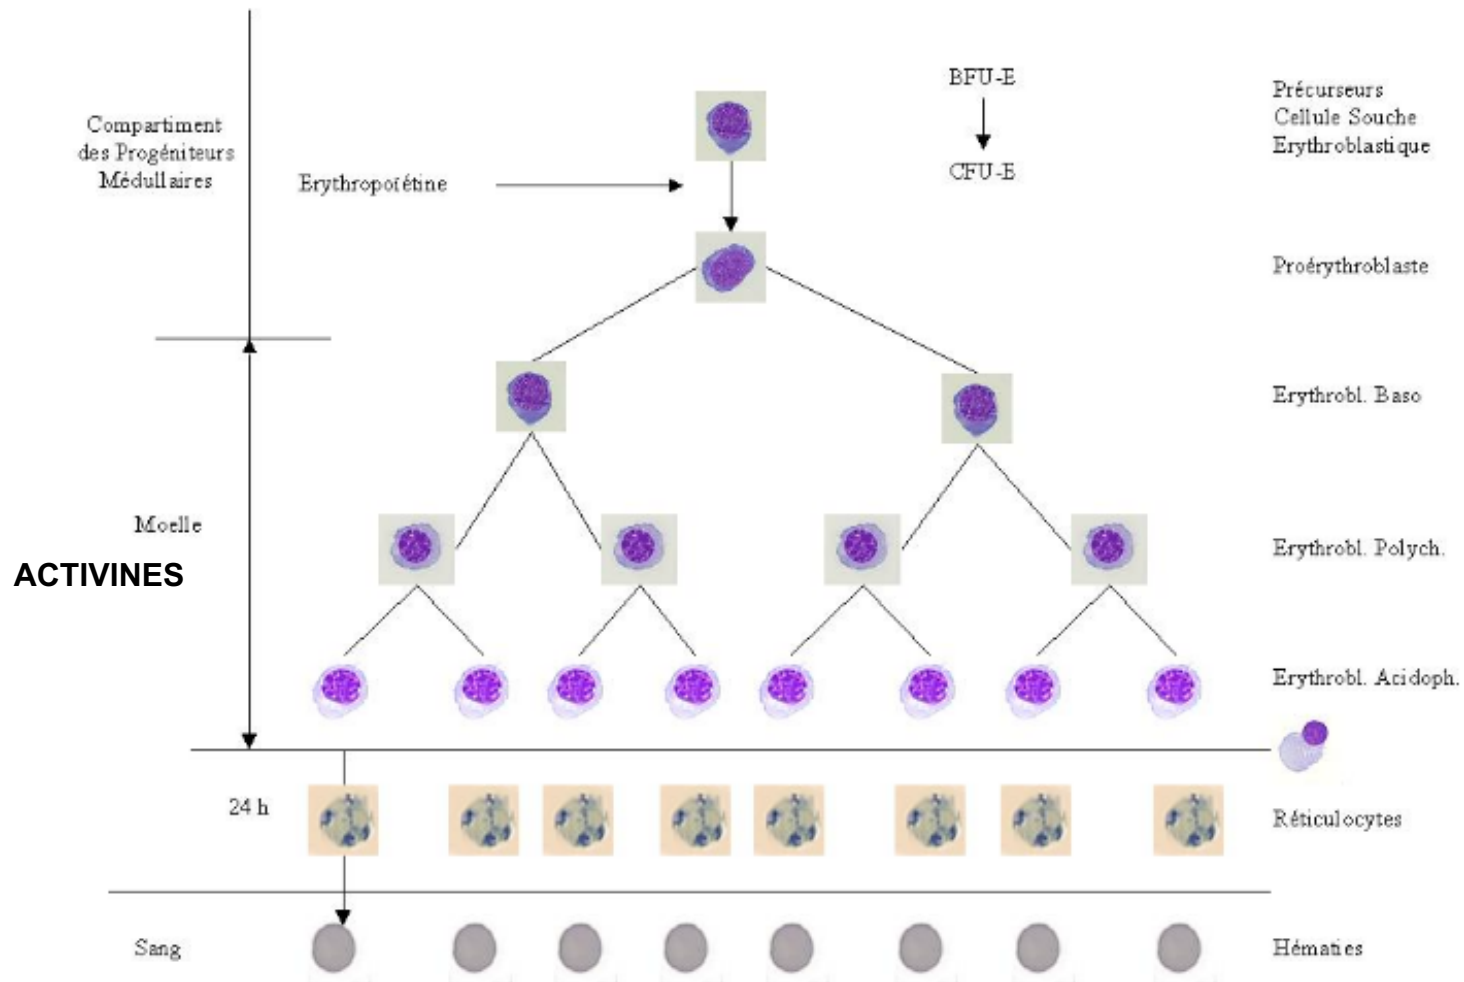 BFU-E
CFU-E
Précurseurs
Cellule Souche
Erythroblastique
Compartiment
des Progéniteurs
Médullaires
Erythropoïétine
Proérythroblaste
Erythrobl. Baso
Moelle
ACTIVINES
Erythrobl. Polych.
Erythrobl. Acidoph.
24 h
Réticulocytes
Sang
Hématies